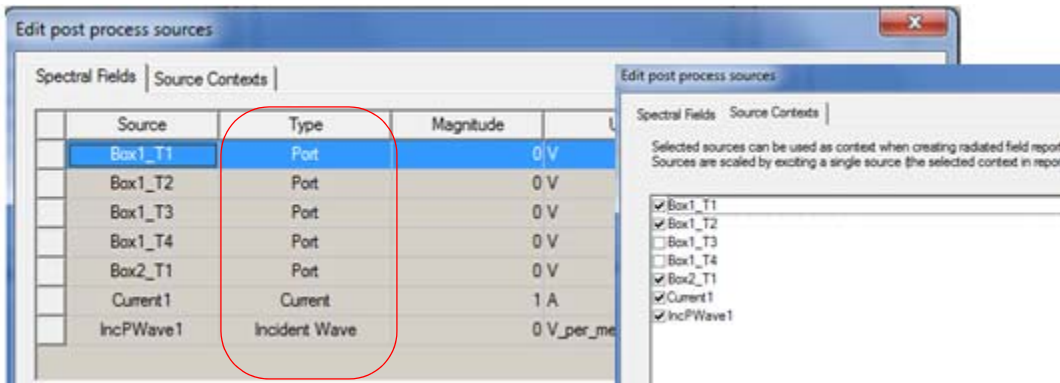 Edit post process sources
Spectral Fields Source Contexts
Source Type Magnitude
Box1_T1 Port 0 V
Box1_T2 Port 0 V
Box1_T3 Port 0 V
Box1_T4 Port 0 V
Box2_T1 Port 0 V
Current1 Current 1 A
IncPWave1 Incident Wave 0 V_per_me
Edit post process sources
Spectral Fields Source Contexts
Selected sources can be used as context when creating radiated field report
Sources are scaled by exciting a single source (the selected context in repor
Box1_T1
Box1_T2
Box1_T3
Box1_T4
Box2_T1
Current1
IncPWave1